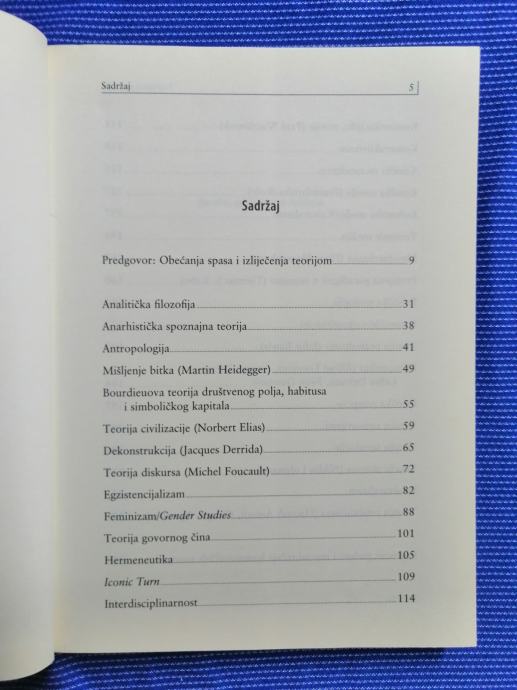 Sadržaj 5
Sadržaj
Predgovor: Obećanja spasa i izliječenja teorijom 9
Analitička filozofija 31
Anarhistička spoznajna teorija 38
Antropologija 41
Mišljenje bitka (Martin Heidegger) 49
Bourdieuova teorija društvenog polja, habitusa
i simboličkog kapitala 55
Teorija civilizacije (Norbert Elias) 59
Dekonstrukcija (Jacques Derrida) 65
Teorija diskursa (Michel Foucault) 72
Egzistencijalizam 82
Feminizam/Gender Studies 88
Teorija govornog čina 101
Hermeneutika 105
Iconic Turn 109
Interdisciplinarnost 114